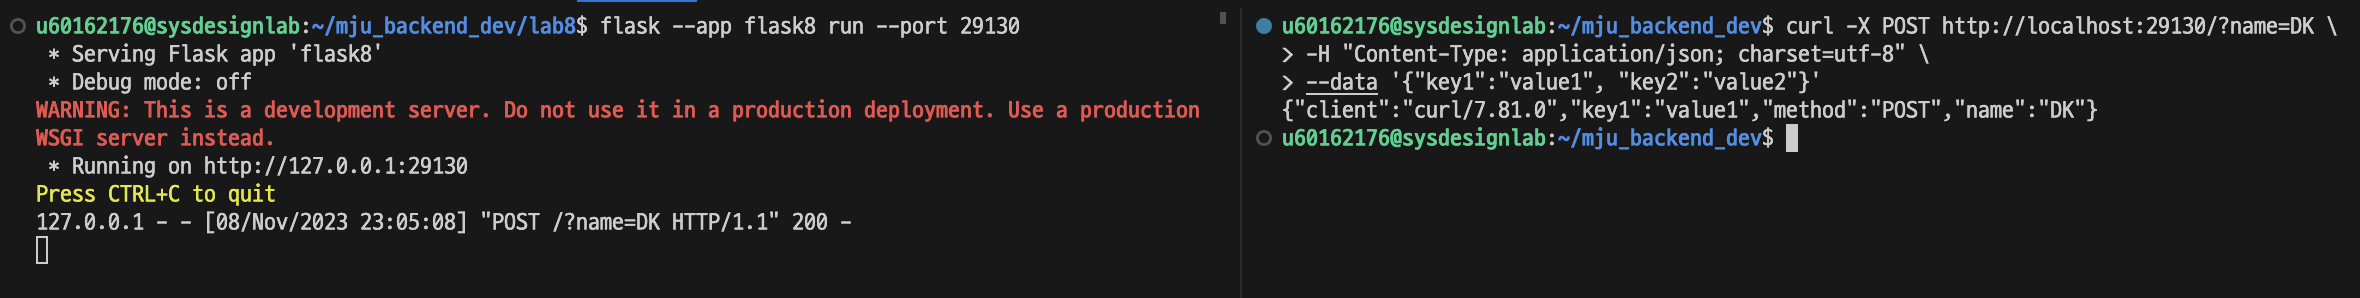 u60162176@sysdesignlab:~/mju_backend_dev/lab8$ flask --app flask8 run --port 29130
 * Serving Flask app 'flask8'
 * Debug mode: off
WARNING: This is a development server. Do not use it in a production deployment. Use a production
WSGI server instead.
 * Running on http://127.0.0.1:29130
Press CTRL+C to quit
127.0.0.1 - - [08/Nov/2023 23:05:08] "POST /?name=DK HTTP/1.1" 200 -
u60162176@sysdesignlab:~/mju_backend_dev$ curl -X POST http://localhost:29130/?name=DK \
> -H "Content-Type: application/json; charset=utf-8" \
> --data '{"key1":"value1", "key2":"value2"}'
{"client":"curl/7.81.0","key1":"value1","method":"POST","name":"DK"}
u60162176@sysdesignlab:~/mju_backend_dev$